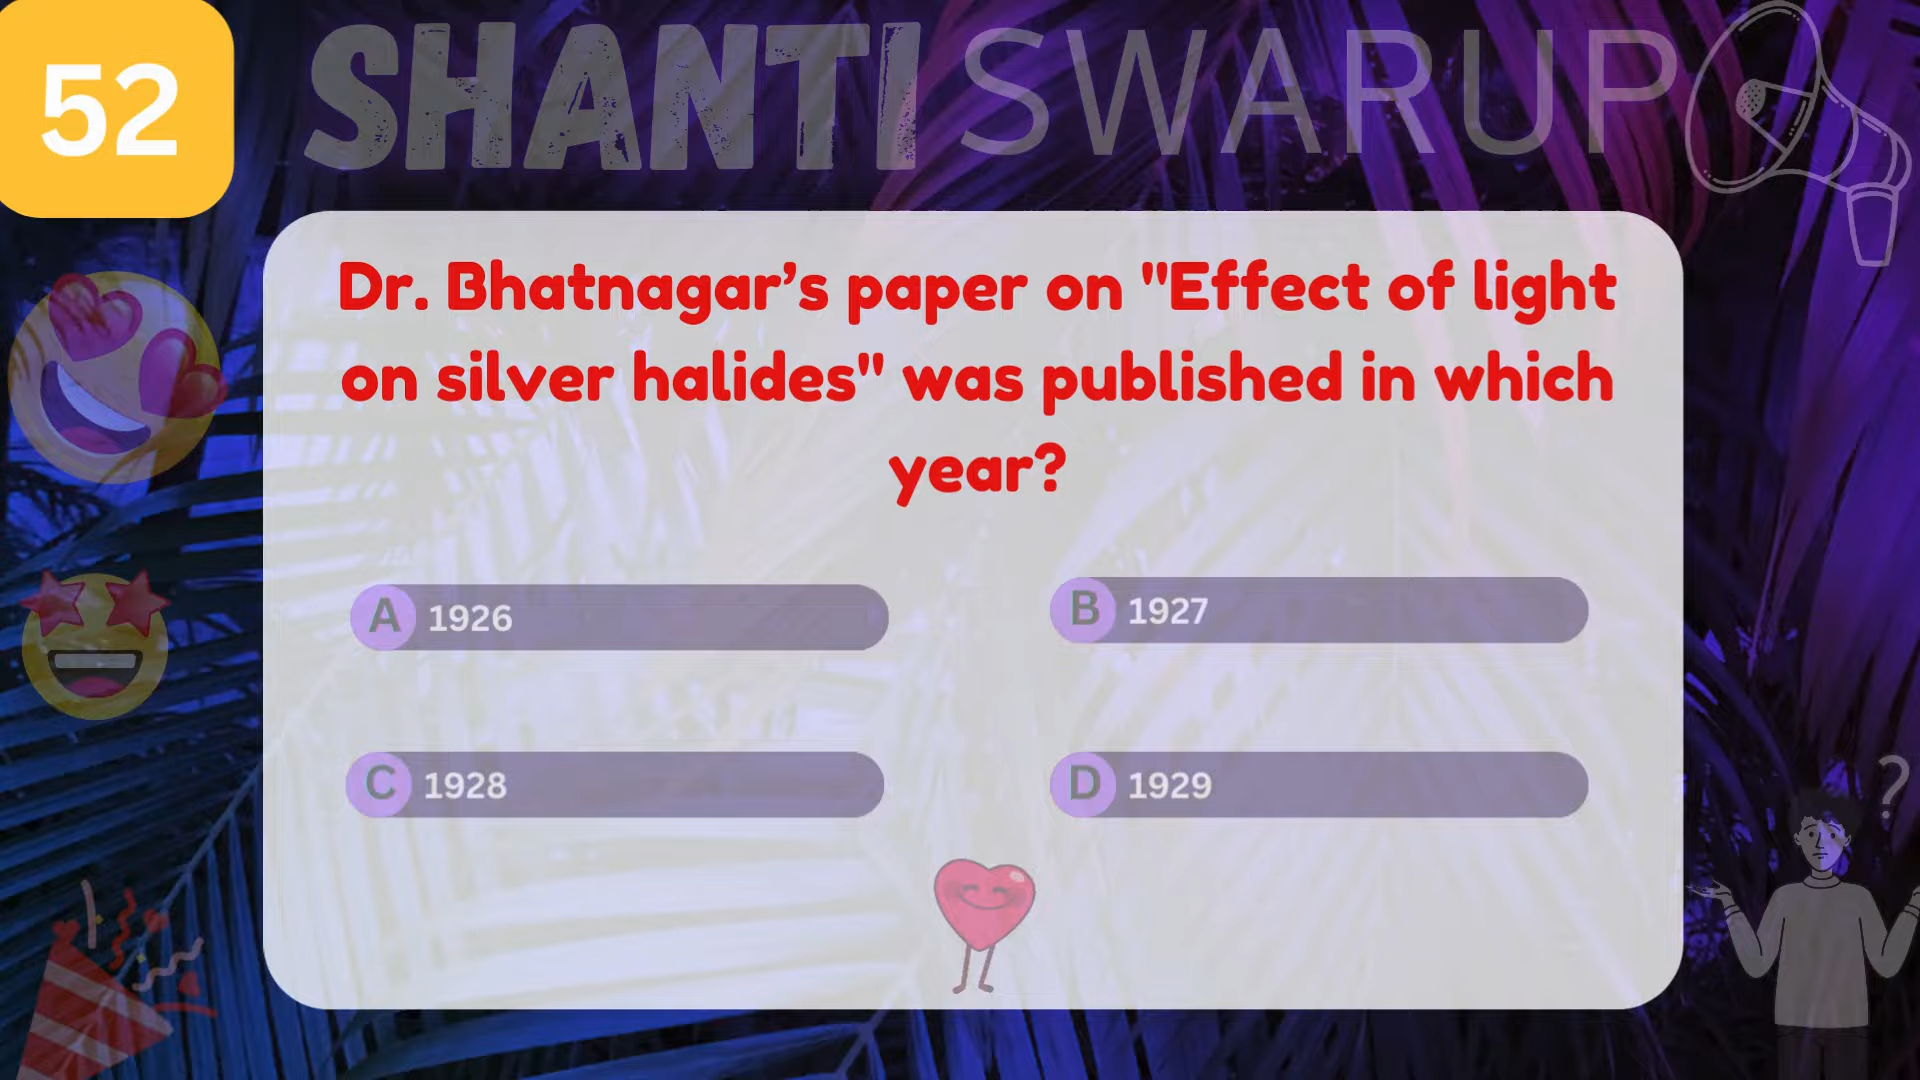 52
SHANTI SWARUP
Dr. Bhatnagar’s paper on "Effect of light
on silver halides" was published in which
year?
A 1926
B 1927
C 1928
D 1929
?